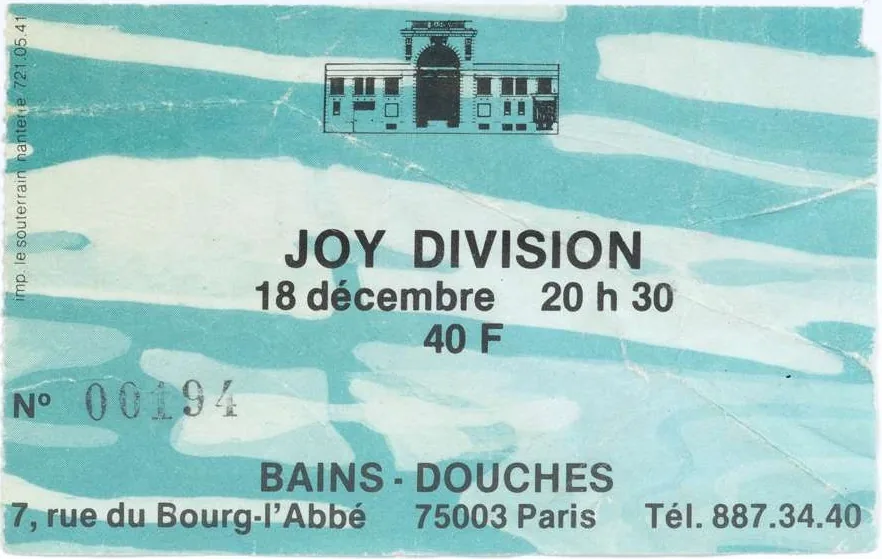 JOY DIVISION
18 décembre 20 h 30
40 F
Nº 00194
BAINS - DOUCHES
7, rue du Bourg-l'Abbé 75003 Paris Tél. 887.34.40
imp. le souterrain nanterre 721.05.41